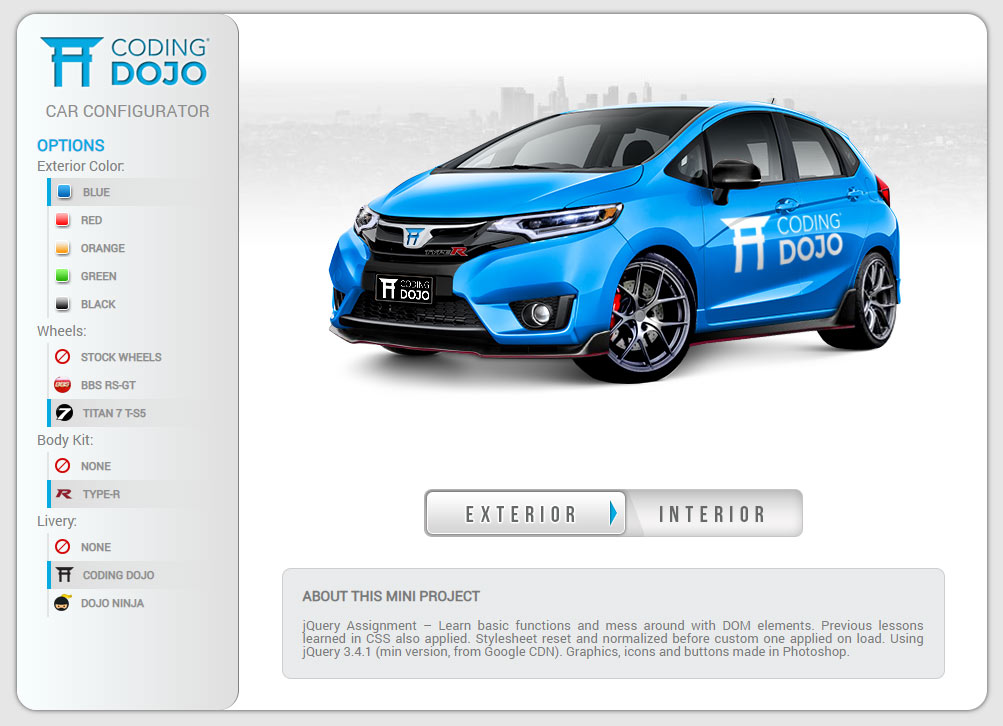 CODING
DOJO
CAR CONFIGURATOR
OPTIONS
Exterior Color:
BLUE
RED
ORANGE
GREEN
BLACK
Wheels:
STOCK WHEELS
BBS RS-GT
TITAN 7 T-S5
Body Kit:
NONE
TYPE-R
Livery:
NONE
CODING DOJO
DOJO NINJA
TYPE R
CODING
DOJO
CODING
DOJO
EXTERIOR
INTERIOR
ABOUT THIS MINI PROJECT
jQuery Assignment – Learn basic functions and mess around with DOM elements. Previous lessons
learned in CSS also applied. Stylesheet reset and normalized before custom one applied on load. Using
jQuery 3.4.1 (min version, from Google CDN). Graphics, icons and buttons made in Photoshop.